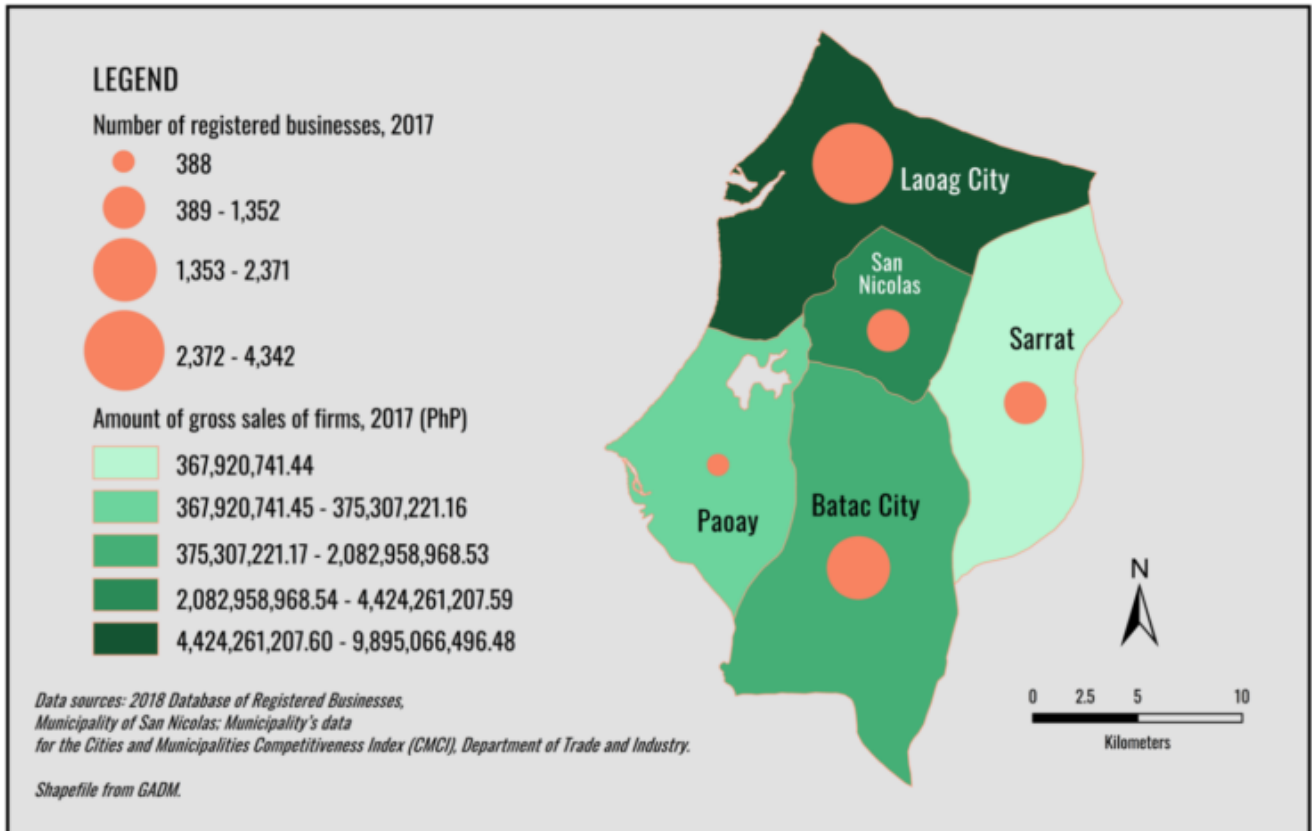 LEGEND
Number of registered businesses, 2017
388
389 - 1,352
1,353 - 2,371
2,372 - 4,342
Amount of gross sales of firms, 2017 (PhP)
367,920,741.44
367,920,741.45 - 375,307,221.16
375,307,221.17 - 2,082,958,968.53
2,082,958,968.54 - 4,424,261,207.59
4,424,261,207.60 - 9,895,066,496.48
Data sources: 2018 Database of Registered Businesses,
Municipality of San Nicolas; Municipality's data
for the Cities and Municipalities Competitiveness Index (CMCI), Department of Trade and Industry.
Shapefile from GADM.
Laoag City
San
Nicolas
Sarrat
Paoay
Batac City
N
0 2.5 5 10
Kilometers